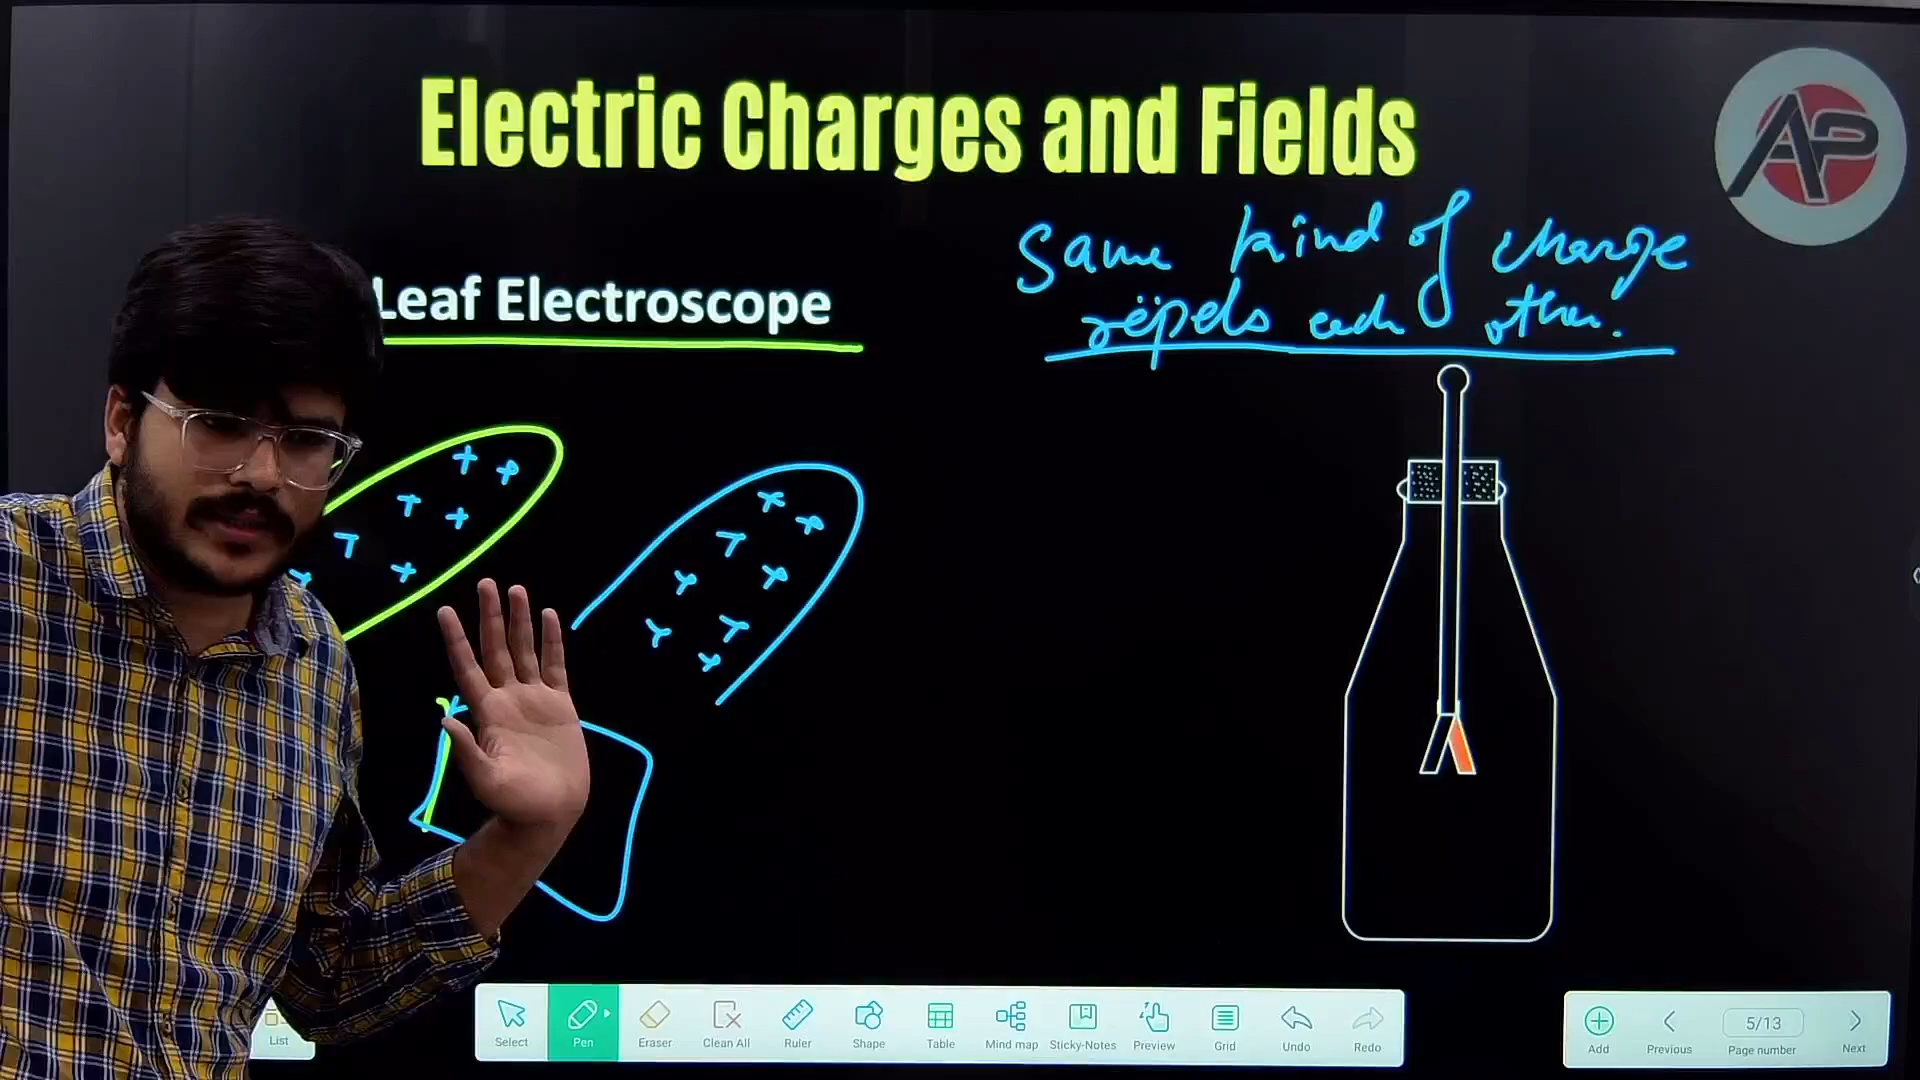 Electric Charges and Fields
AP
Same kind of charge
repels each other.
Leaf Electroscope
List
Select
Pen
Eraser
Clean All
Ruler
Shape
Table
Mind map
Sticky-Notes
Preview
Grid
Undo
Redo
Add
Previous
5/13
Page number
Next